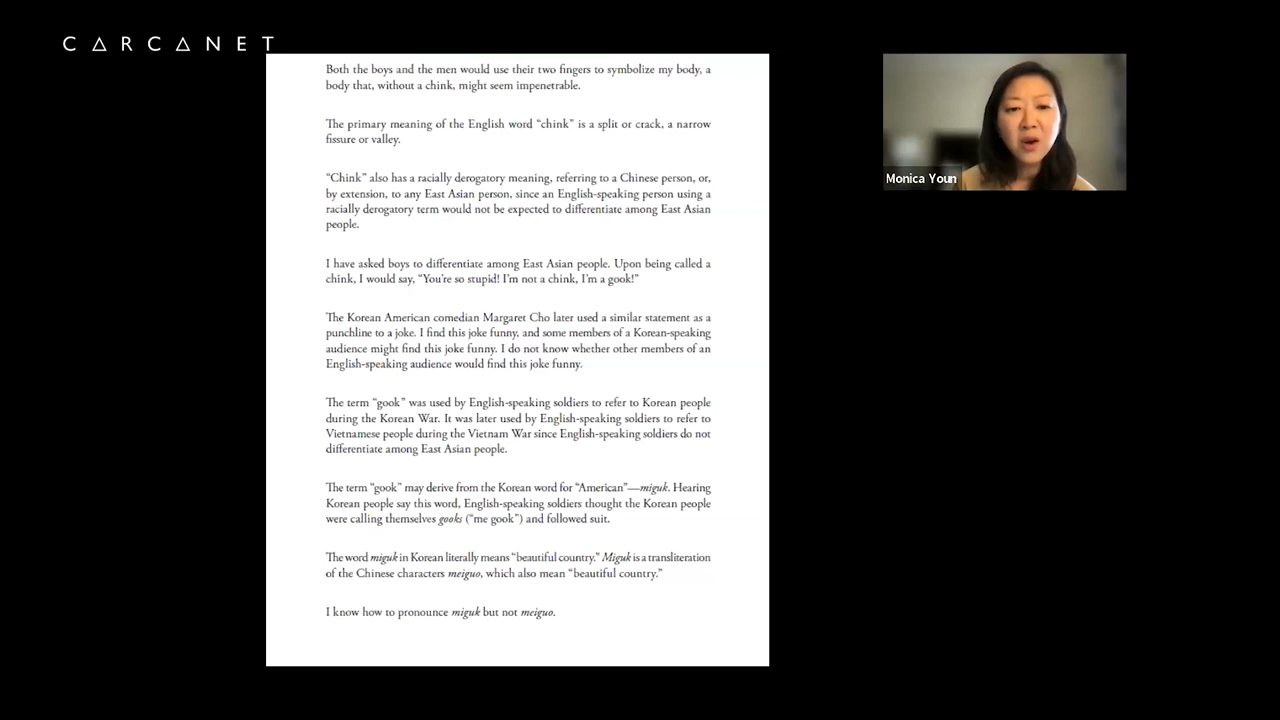 CARCANET
Both the boys and the men would use their two fingers to symbolize my body, a
body that, without a chink, might seem impenetrable.
The primary meaning of the English word “chink” is a split or crack, a narrow
fissure or valley.
“Chink” also has a racially derogatory meaning, referring to a Chinese person, or,
by extension, to any East Asian person, since an English-speaking person using a
racially derogatory term would not be expected to differentiate among East Asian
people.
I have asked boys to differentiate among East Asian people. Upon being called a
chink, I would say, “You’re so stupid! I’m not a chink, I’m a gook!”
The Korean American comedian Margaret Cho later used a similar statement as a
punchline to a joke. I find this joke funny, and some members of a Korean-speaking
audience might find this joke funny. I do not know whether other members of an
English-speaking audience would find this joke funny.
The term “gook” was used by English-speaking soldiers to refer to Korean people
during the Korean War. It was later used by English-speaking soldiers to refer to
Vietnamese people during the Vietnam War since English-speaking soldiers do not
differentiate among East Asian people.
The term “gook” may derive from the Korean word for “American”—miguk. Hearing
Korean people say this word, English-speaking soldiers thought the Korean people
were calling themselves gooks (“me gook”) and followed suit.
The word miguk in Korean literally means “beautiful country.” Miguk is a transliteration
of the Chinese characters meiguo, which also mean “beautiful country.”
I know how to pronounce miguk but not meiguo.
Monica Youn